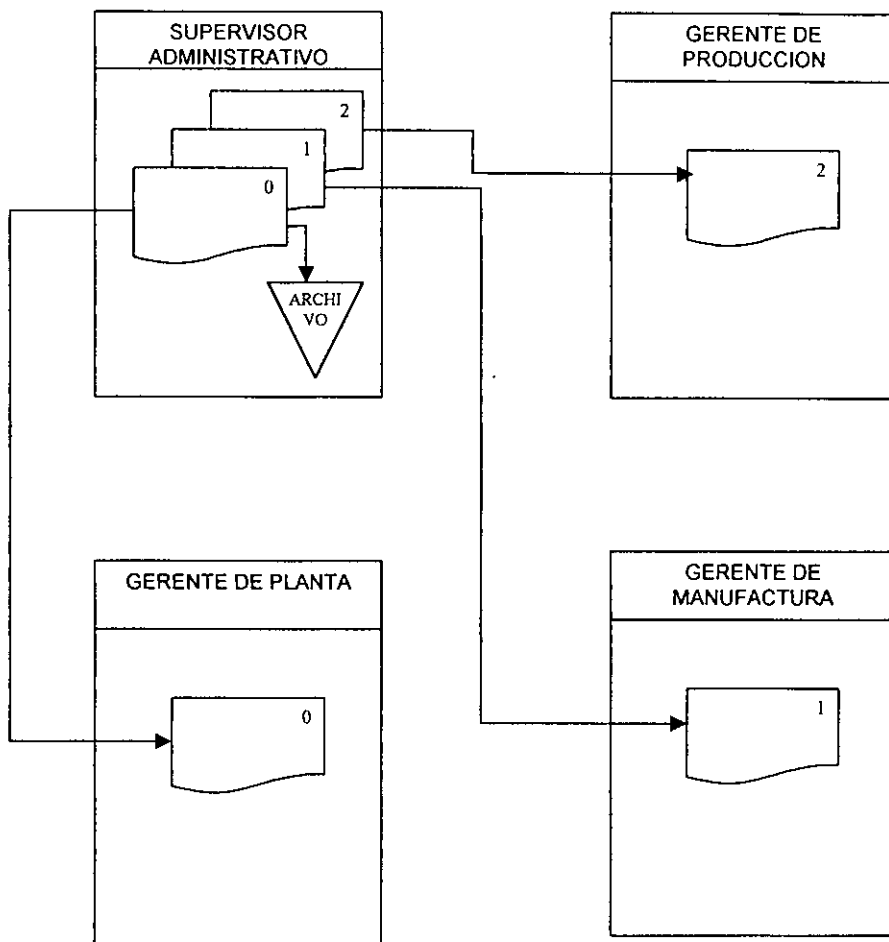 SUPERVISOR
ADMINISTRATIVO
2
1
0
ARCHI
VO
GERENTE DE
PRODUCCION
2
GERENTE DE PLANTA
0
GERENTE DE
MANUFACTURA
1